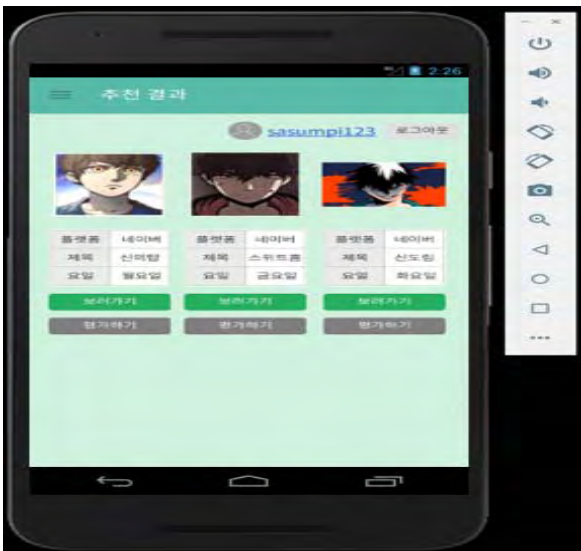 2:26
추천 결과
sasumpi123 로그아웃
플랫폼 네이버 플랫폼 네이버 플랫폼 네이버
제목 신의탑 제목 스위트홈 제목 신도림
요일 월요일 요일 금요일 요일 화요일
보러가기 보러가기 보러가기
평가하기 평가하기 평가하기